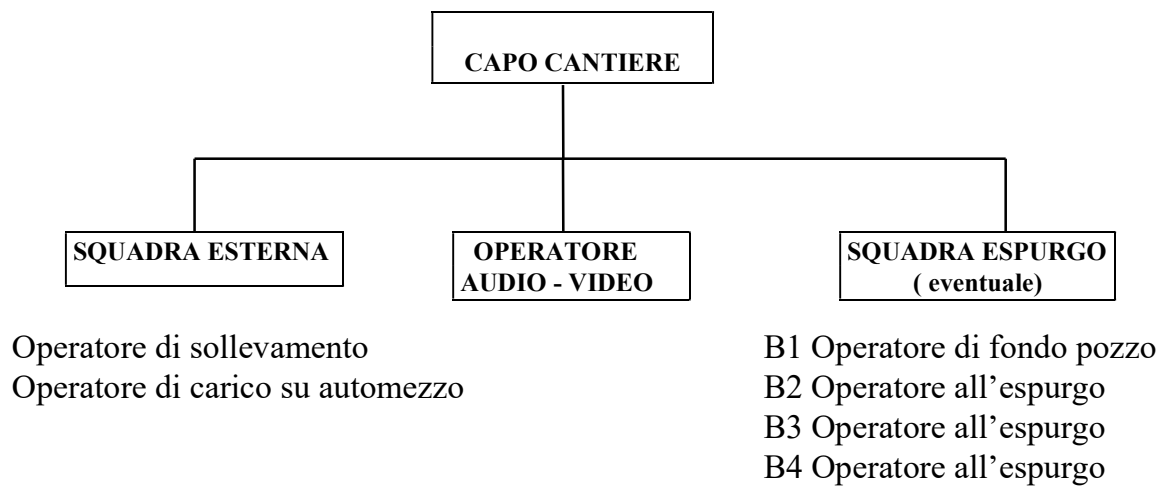 CAPO CANTIERE
SQUADRA ESTERNA
OPERATORE
AUDIO - VIDEO
SQUADRA ESPURGO
( eventuale)
Operatore di sollevamento
Operatore di carico su automezzo
B1 Operatore di fondo pozzo
B2 Operatore all’espurgo
B3 Operatore all’espurgo
B4 Operatore all’espurgo